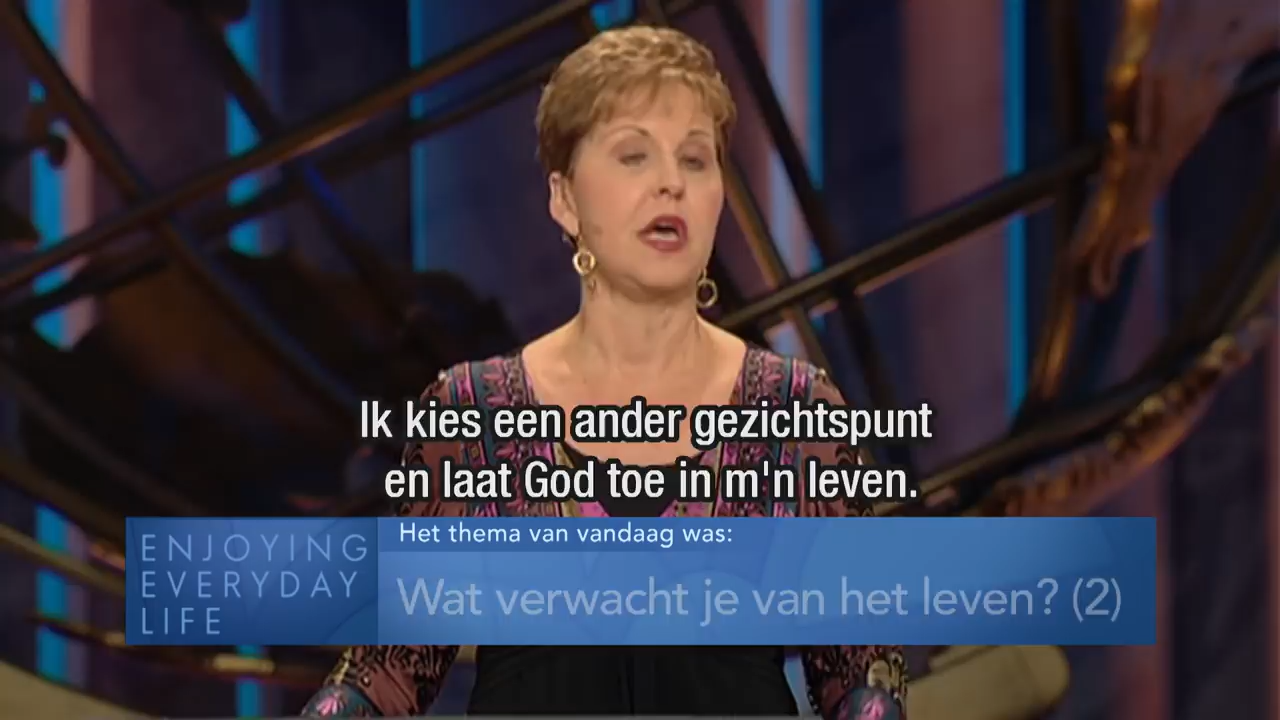 Ik kies een ander gezichtspunt
en laat God toe in m'n leven.
Het thema van vandaag was:
ENJOYING
EVERYDAY
LIFE
Wat verwacht je van het leven? (2)